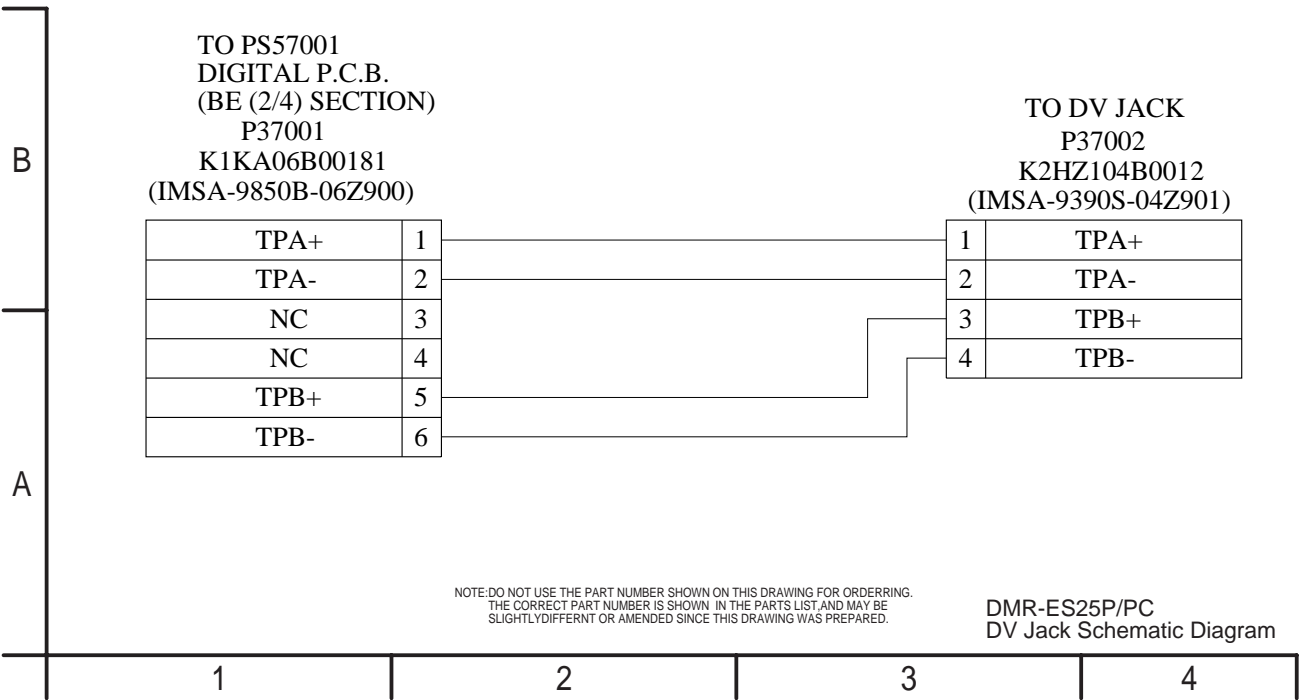 TO PS57001
DIGITAL P.C.B.
(BE (2/4) SECTION)
P37001
K1KA06B00181
(IMSA-9850B-06Z900)
TO DV JACK
P37002
K2HZ104B0012
(IMSA-9390S-04Z901)
B
TPA+ 1
TPA- 2
NC 3
NC 4
TPB+ 5
TPB- 6
1 TPA+
2 TPA-
3 TPB+
4 TPB-
A
NOTE:DO NOT USE THE PART NUMBER SHOWN ON THIS DRAWING FOR ORDERRING.
THE CORRECT PART NUMBER IS SHOWN IN THE PARTS LIST,AND MAY BE
SLIGHTLYDIFFERNT OR AMENDED SINCE THIS DRAWING WAS PREPARED.
DMR-ES25P/PC
DV Jack Schematic Diagram
1 2 3 4